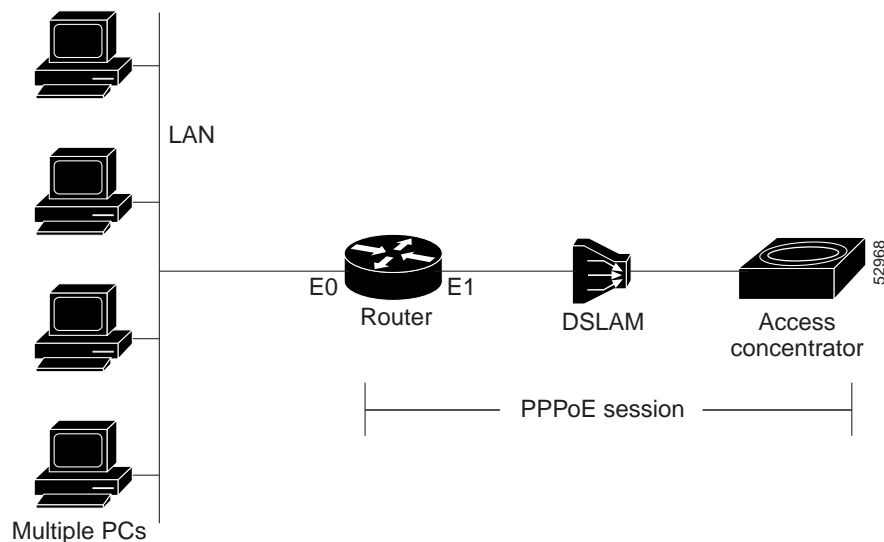 LAN
E0
E1
Router
DSLAM
Access
concentrator
52968
PPPoE session
Multiple PCs